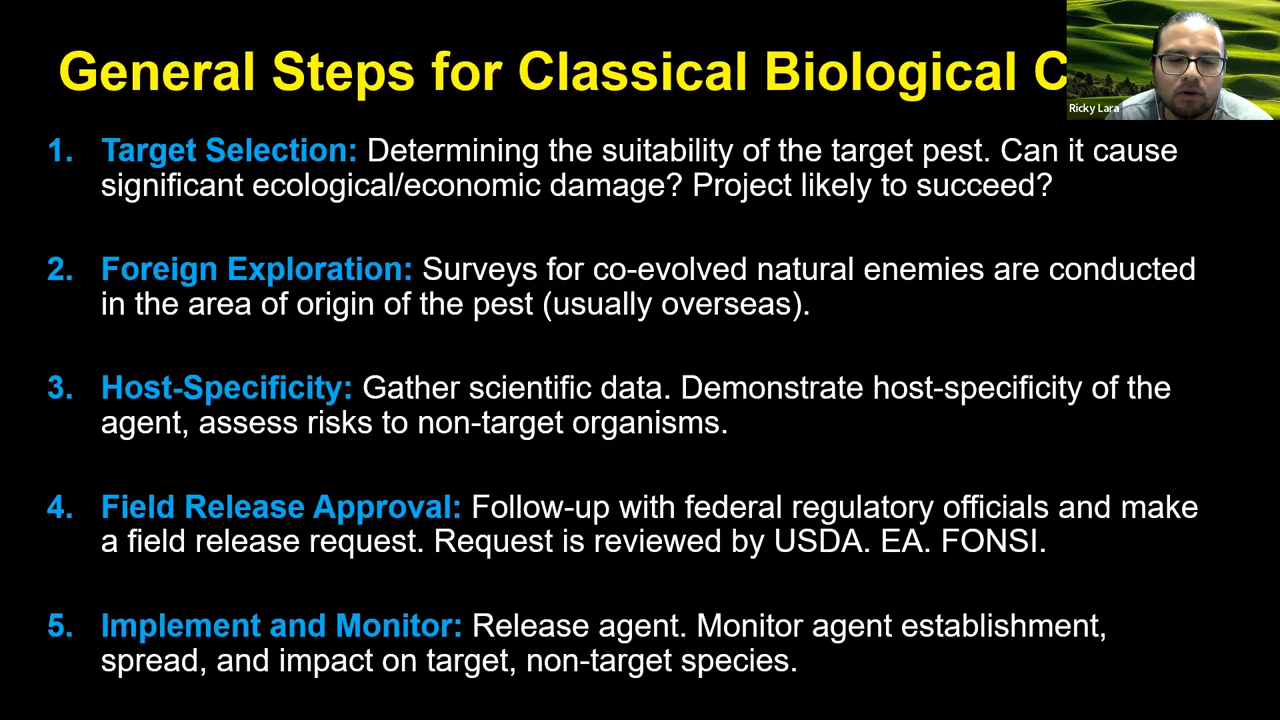 General Steps for Classical Biological C
Ricky Lara
1. Target Selection: Determining the suitability of the target pest. Can it cause
significant ecological/economic damage? Project likely to succeed?
2. Foreign Exploration: Surveys for co-evolved natural enemies are conducted
in the area of origin of the pest (usually overseas).
3. Host-Specificity: Gather scientific data. Demonstrate host-specificity of the
agent, assess risks to non-target organisms.
4. Field Release Approval: Follow-up with federal regulatory officials and make
a field release request. Request is reviewed by USDA. EA. FONSI.
5. Implement and Monitor: Release agent. Monitor agent establishment,
spread, and impact on target, non-target species.